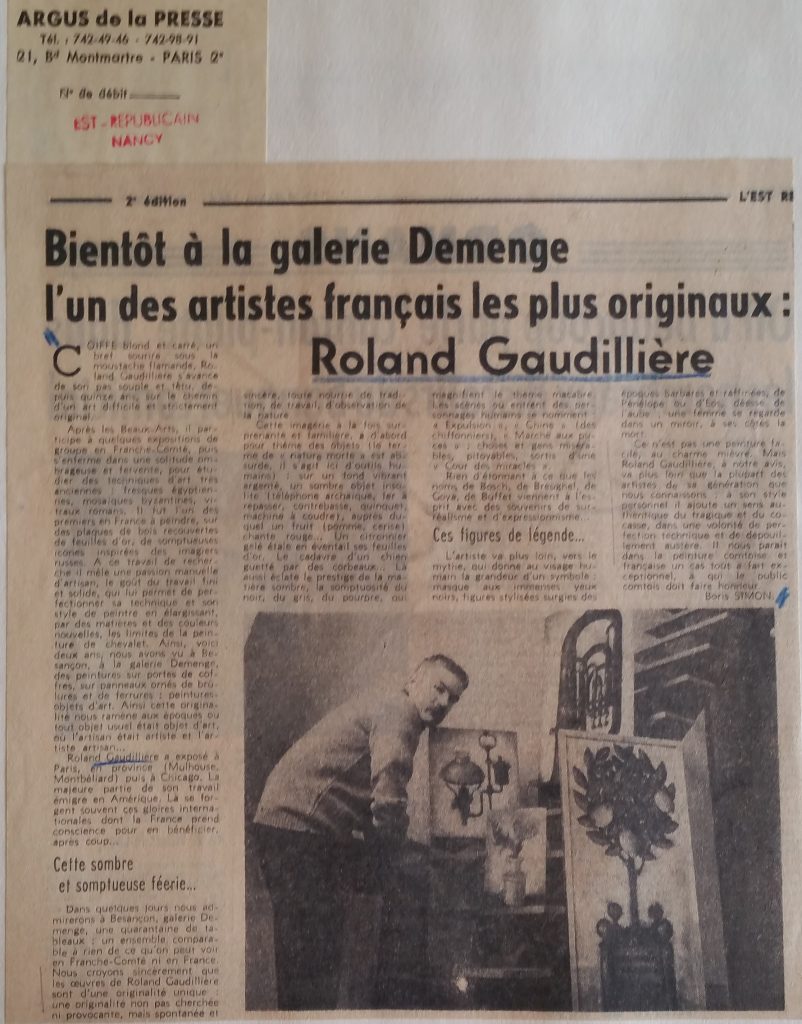 ARGUS de la PRESSE
Tél. : 742-49-46 - 742-98-91
21, Bd Montmartre - PARIS 2e
N° de débit
EST-REPUBLICAIN
NANCY
2e édition
L'EST RE
Bientôt à la galerie Demenge
l'un des artistes français les plus originaux :
Roland Gaudillière
COIFFE blond et carré, un
bref sourire sous la
moustache flamande, Ro-
land Gaudillière s'avance
de son pas souple et têtu, de-
puis quinze ans, sur le chemin
d'un art difficile et strictement
original.
Après les Beaux-Arts, il par-
ticipe à quelques expositions de
groupe en Franche-Comté, puis
s'enferme dans une solitude om-
brageuse et fervente, pour étu-
dier des techniques d'art très
anciennes : fresques égyptien-
nes, mosaïques byzantines, vi-
traux romans. Il fut l'un des
premiers en France à peindre, sur
des plaques de bois recouvertes
de feuilles d'or, de somptueuses
icones inspirées des imagiers
russes. A ce travail de recher-
che il mêle une passion manuelle
d'artisan, le goût du travail fini
et solide, qui lui permet de per-
fectionner sa technique et son
style de peintre en élargissant,
par des matières et des couleurs
nouvelles, les limites de la pein-
ture de chevalet. Ainsi, voici
deux ans, nous avons vu à Be-
sançon, à la galerie Demenge,
des peintures sur portes de cof-
fres, sur panneaux ornés de brû-
lures et de ferrures : peintures-
objets d'art. Ainsi cette origina-
lité nous ramène aux époques où
tout objet usuel était objet d'art,
où l'artisan était artiste et l'ar-
tiste artisan...
Roland Gaudillière a exposé à
Paris, en province (Mulhouse,
Montbéliard) puis à Chicago. La
majeure partie de son travail
émigre en Amérique. Là se for-
gent souvent ces gloires interna-
tionales dont la France prend
conscience pour en bénéficier,
après coup...
Cette sombre
et somptueuse féerie...
Dans quelques jours nous ad-
mirerons à Besançon, galerie De-
menge, une quarantaine de ta-
bleaux : un ensemble compara-
ble à rien de ce qu'on peut voir
en Franche-Comté ni en France.
Nous croyons sincèrement que
les œuvres de Roland Gaudillière
sont d'une originalité unique :
une originalité non pas cherchée
ni provocante, mais spontanée et
sincère, toute nourrie de tradi-
tion, de travail, d'observation de
la nature.
Cette imagerie à la fois sur-
prenante et familière, a d'abord
pour thème des objets (le ter-
me de « nature morte » est ab-
surde, il s'agit ici d'outils hu-
mains) : sur un fond vibrant
argenté, un sombre objet inso-
lite (téléphone archaïque, fer à
repasser, contrebasse, quinquet,
machine à coudre), auprès du-
quel un fruit (pomme, cerise)
chante rouge... Un citronnier
gelé étale en éventail ses feuilles
d'or. Le cadavre d'un chien
guetté par des corbeaux... Là
aussi éclate le prestige de la ma-
tière sombre, la somptuosité du
noir, du gris, du pourpre, qui
magnifient le thème macabre.
Les scènes où entrent des per-
sonnages humains se nomment
« Expulsion », « Chine » (des
chiffonniers), « Marché aux pu-
ces » : choses et gens miséra-
bles, pitoyables, sortis d'une
« Cour des miracles ».
Rien d'étonnant à ce que les
noms de Bosch, de Breughel, de
Goya, de Buffet viennent à l'es-
prit avec des souvenirs de sur-
réalisme et d'expressionnisme...
Ces figures de légende...
L'artiste va plus loin, vers le
mythe, qui donne au visage hu-
main la grandeur d'un symbole :
masque aux immenses yeux
noirs, figures stylisées surgies des
époques barbares et raffinées, de
Pénélope ou d'Eos, déesse de
l'aube ; une femme se regarde
dans un miroir, à ses côtés la
mort.
Ce n'est pas une peinture fa-
cile, au charme mièvre. Mais
Roland Gaudillière, à notre avis,
va plus loin que la plupart des
artistes de sa génération que
nous connaissons : à son style
personnel il ajoute un sens au-
thentique du tragique et du co-
casse, dans une volonté de per-
fection technique et de dépouil-
lement austère. Il nous paraît
dans la peinture comtoise et
française un cas tout à fait ex-
ceptionnel, à qui le public
comtois doit faire honneur.
Boris SIMON.